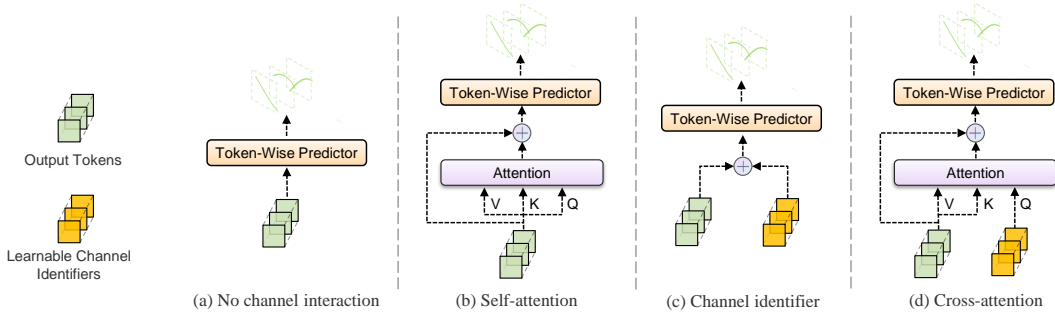 Output Tokens
Learnable Channel
Identifiers
Token-Wise Predictor
(a) No channel interaction
Token-Wise Predictor
Attention
V K Q
(b) Self-attention
Token-Wise Predictor
(c) Channel identifier
Token-Wise Predictor
Attention
V K Q
(d) Cross-attention